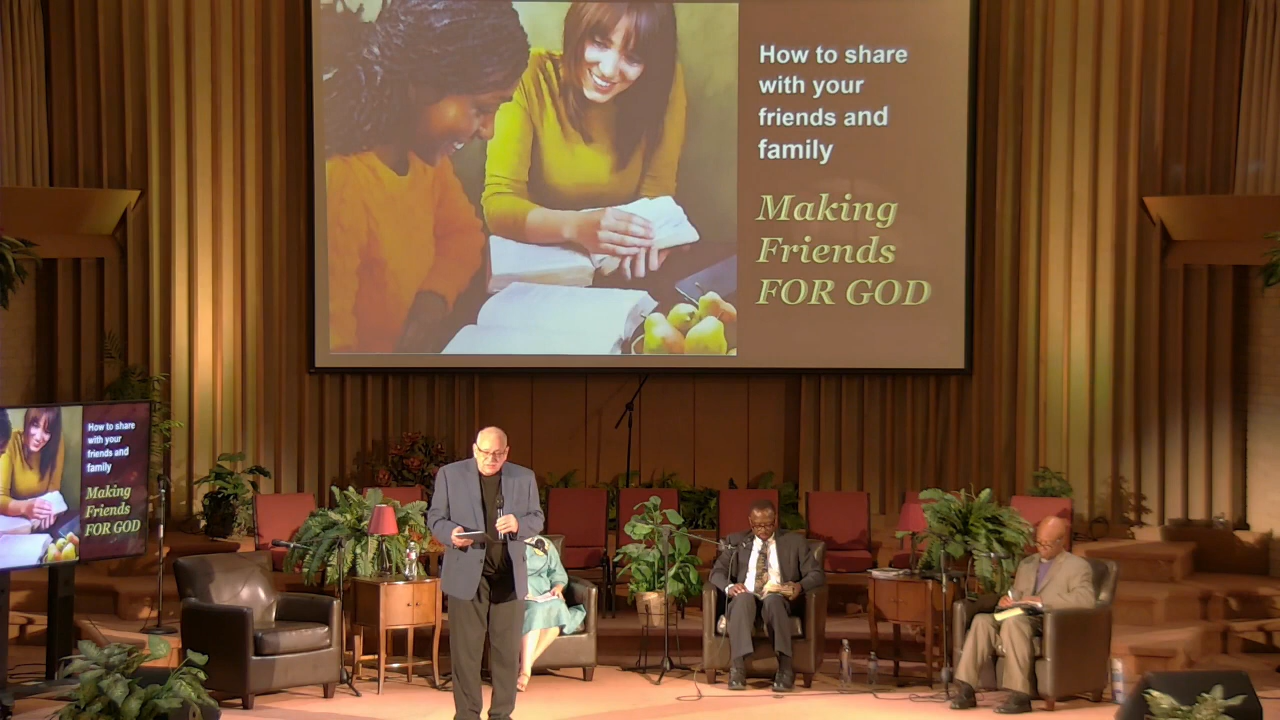 How to share
with your
friends and
family
Making
Friends
FOR GOD
How to share
with your
friends and
family
Making
Friends
FOR GOD